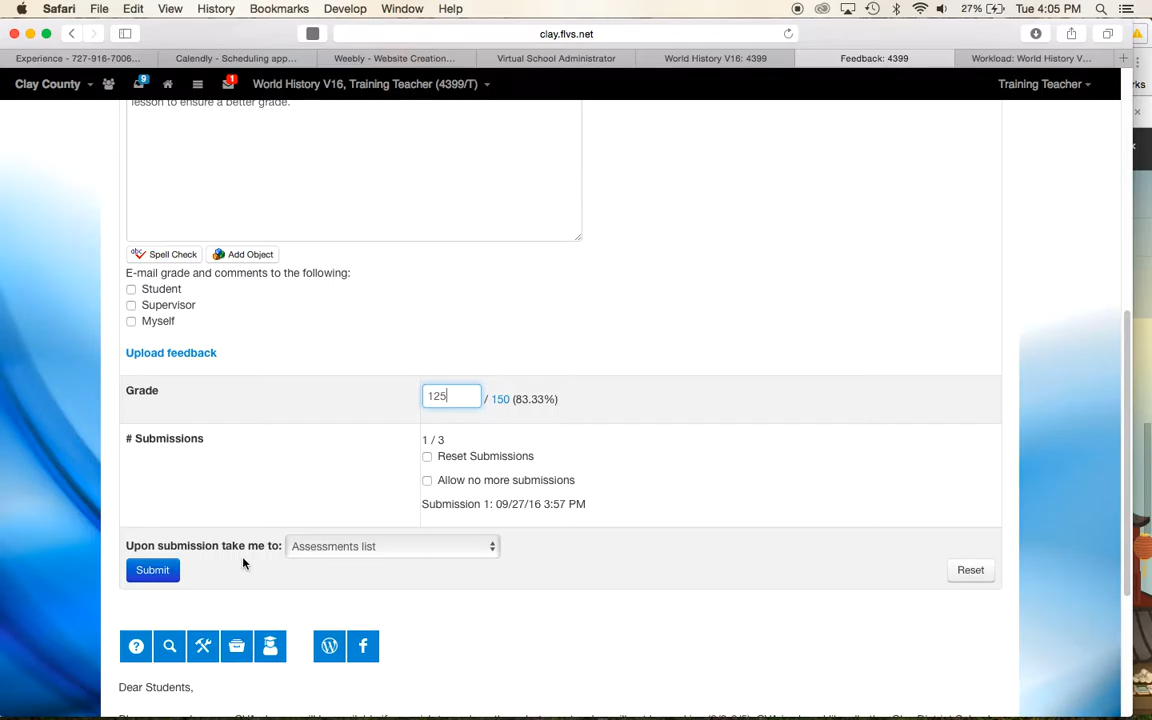 Safari File Edit View History Bookmarks Develop Window Help 27% Tue 4:05 PM
clay.flvs.net
Experience - 727-916-7006... Calendly - Scheduling app... Weebly - Website Creation... Virtual School Administrator World History V16: 4399 Feedback: 4399 Workload: World History V... +
Clay County 9 1 World History V16, Training Teacher (4399/T) Training Teacher rks
lesson to ensure a better grade.
abc Spell Check Add Object
E-mail grade and comments to the following:
Student
Supervisor
Myself
Upload feedback
Grade 125 / 150 (83.33%)
# Submissions 1 / 3
Reset Submissions
Allow no more submissions
Submission 1: 09/27/16 3:57 PM
Upon submission take me to: Assessments list
Submit Reset
Dear Students,